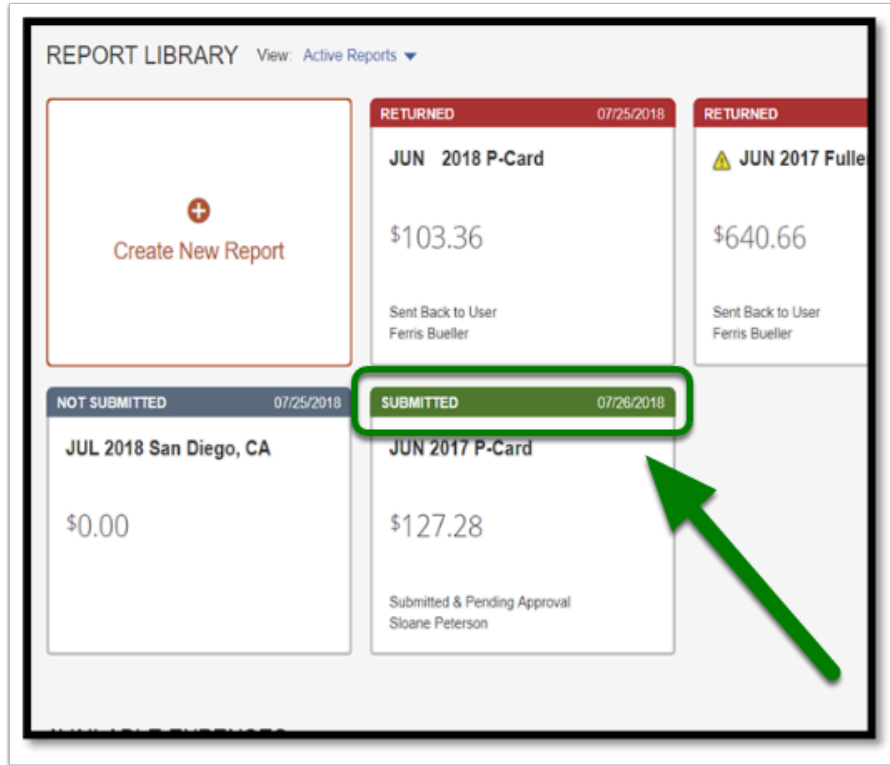 REPORT LIBRARY View: Active Reports
RETURNED 07/25/2018
JUN 2018 P-Card
$103.36
Sent Back to User
Ferris Bueller
RETURNED
JUN 2017 Fulle
$640.66
Sent Back to User
Ferris Bueller
Create New Report
NOT SUBMITTED 07/25/2018
JUL 2018 San Diego, CA
$0.00
SUBMITTED 07/26/2018
JUN 2017 P-Card
$127.28
Submitted & Pending Approval
Sloane Peterson